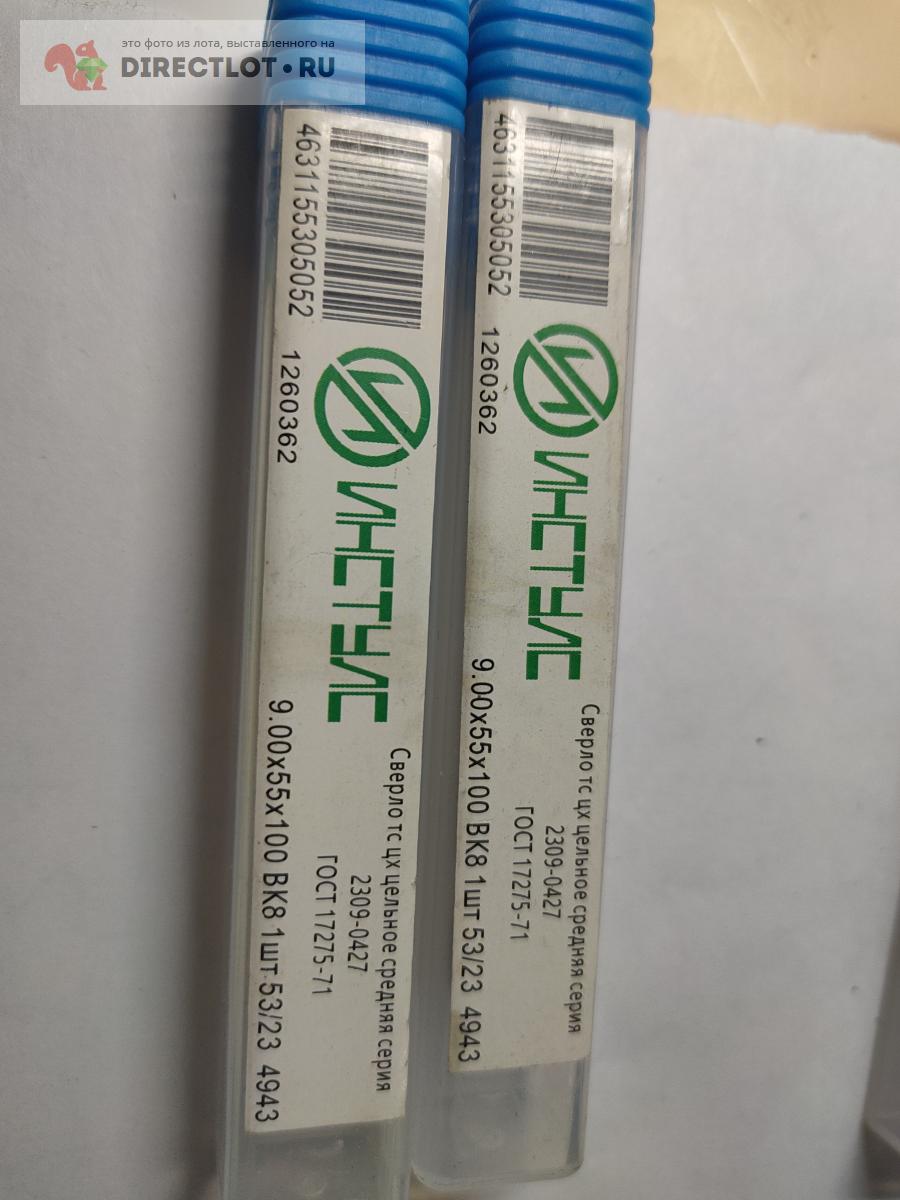 это фото из лота, выставленного на
DIRECTLOT.RU
4631155305052
1260362
ИНСТУЛС
Сверло тс цх цельное средняя серия
2309-0427
ГОСТ 17275-71
9.00х55х100 ВК8 1шт 53/23 4943
4631155305052
1260362
ИНСТУЛС
Сверло тс цх цельное средняя серия
2309-0427
ГОСТ 17275-71
9.00х55х100 ВК8 1шт 53/23 4943